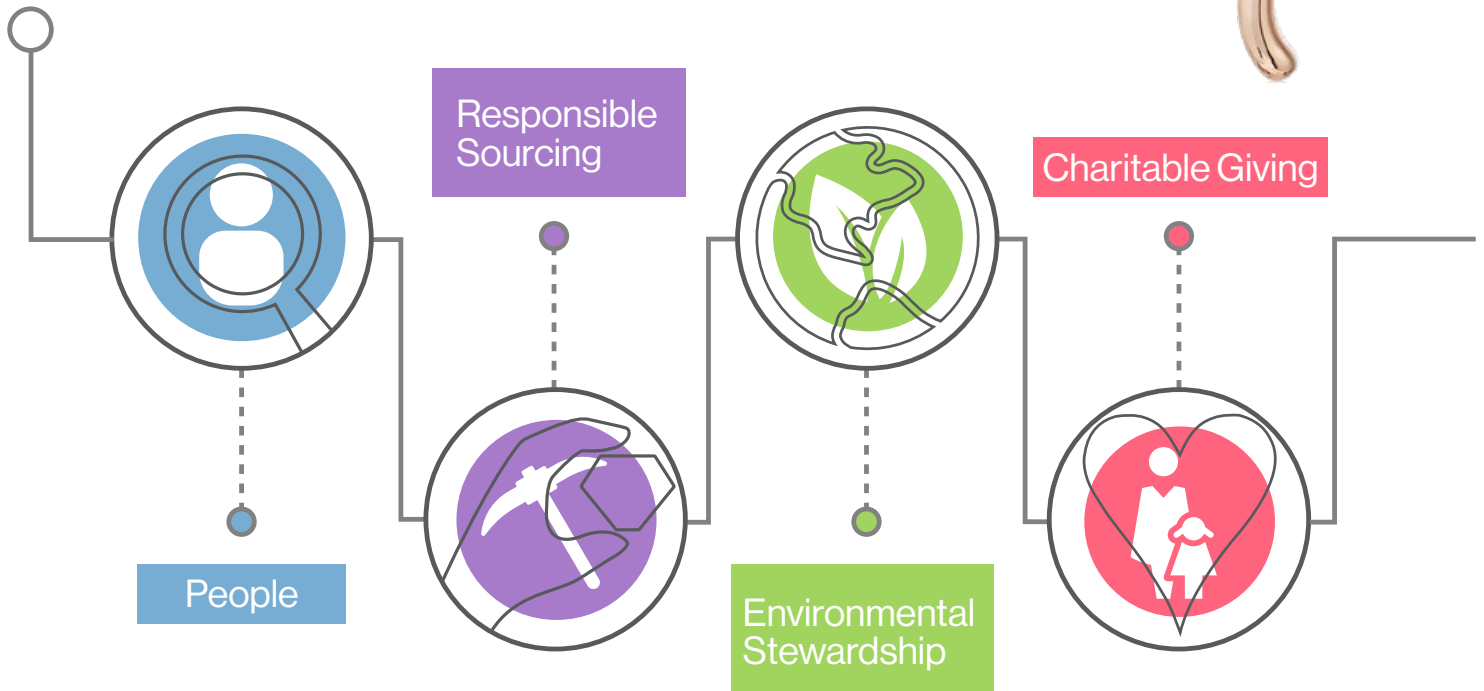 People
Responsible
Sourcing
Environmental
Stewardship
Charitable Giving